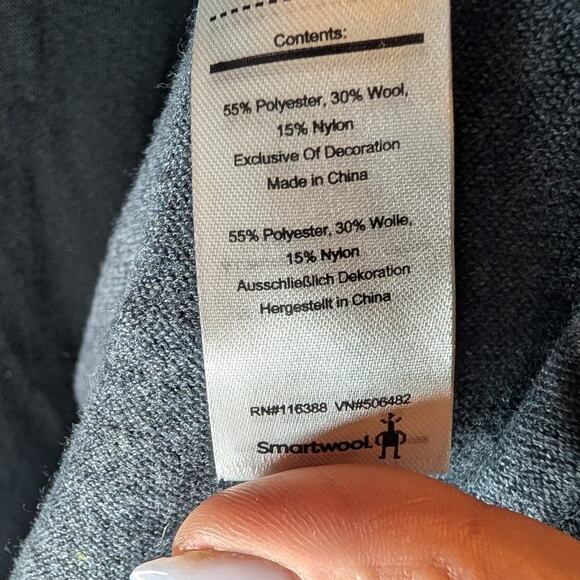 Contents:
55% Polyester, 30% Wool,
15% Nylon
Exclusive Of Decoration
Made in China
55% Polyester, 30% Wolle,
15% Nylon
Ausschließlich Dekoration
Hergestellt in China
RN#116388 VN#506482
Smartwool